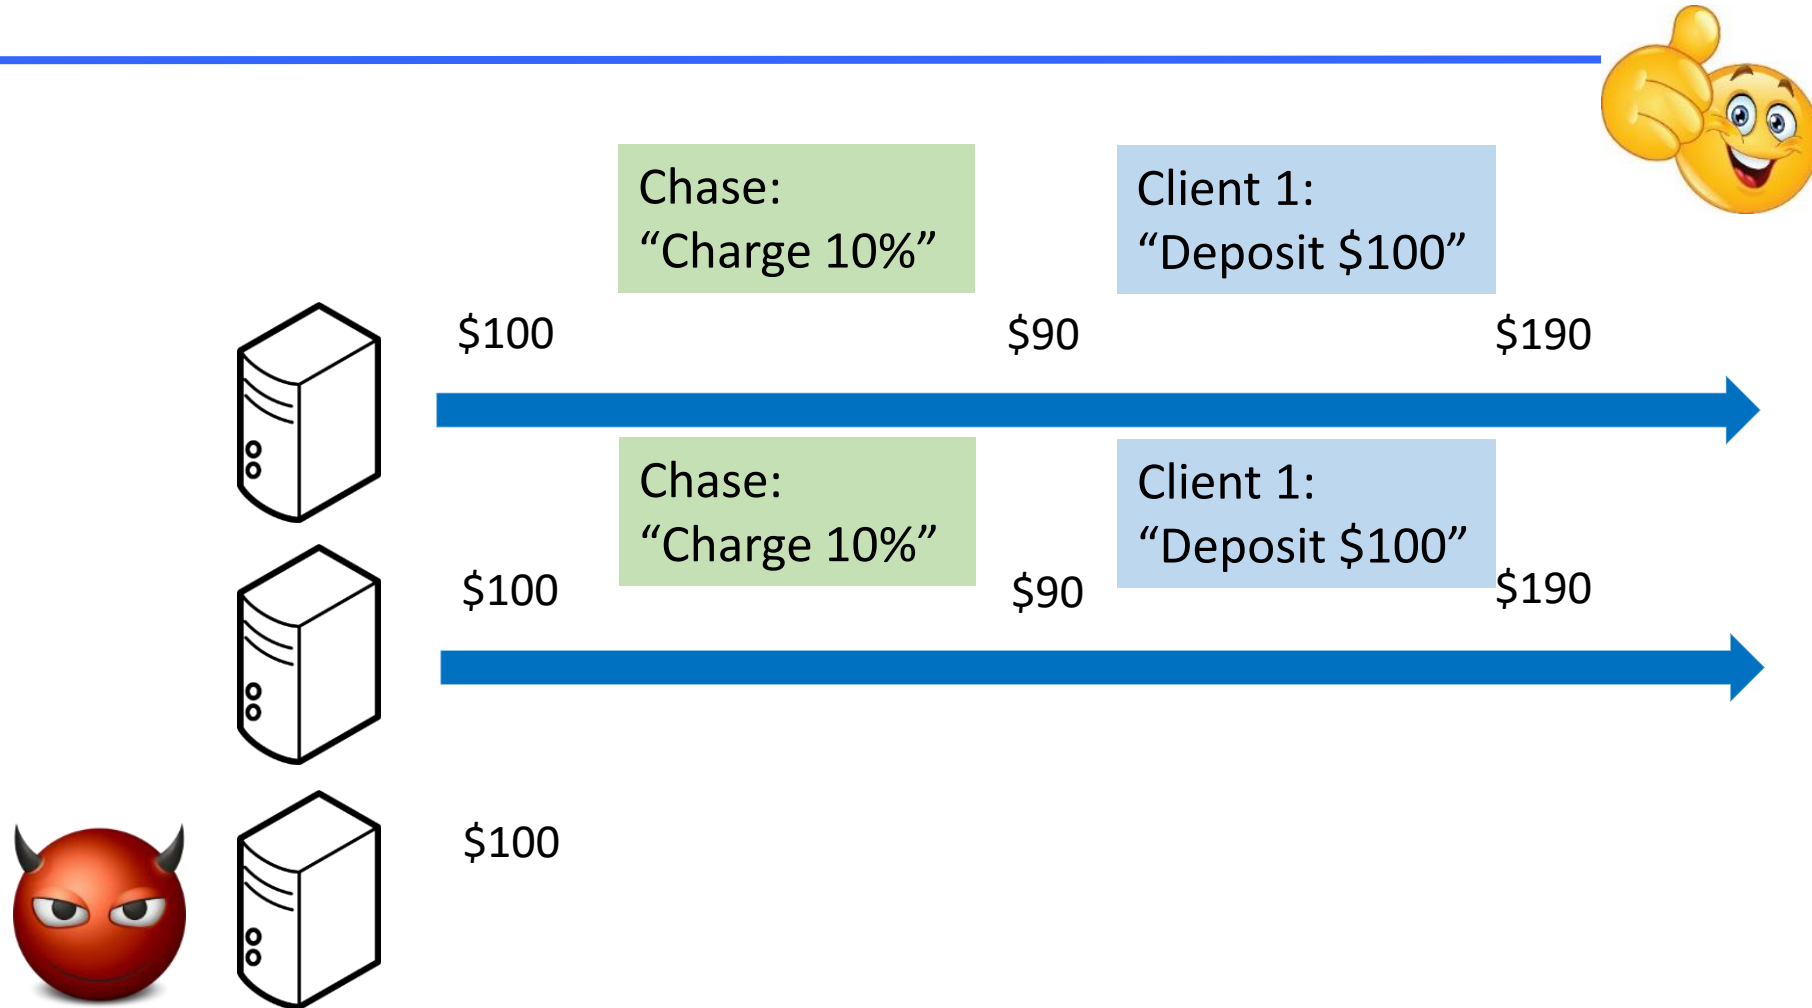 Chase:
“Charge 10%”
Client 1:
“Deposit $100”
$100
$90
$190
Chase:
“Charge 10%”
Client 1:
“Deposit $100”
$100
$90
$190
$100